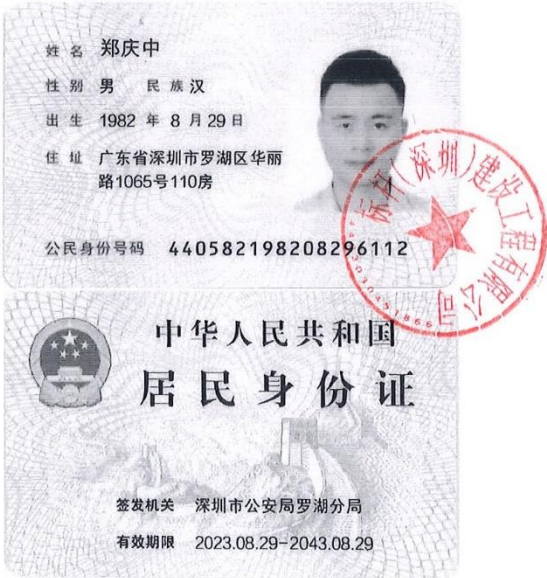 姓名 郑庆中
性别 男 民族 汉
出生 1982 年 8 月 29 日
住址 广东省深圳市罗湖区华丽
路1065号110房
公民身份号码 440582198208296112
(深圳)建设工程有限公司
中华人民共和国
居民身份证
签发机关 深圳市公安局罗湖分局
有效期限 2023.08.29-2043.08.29